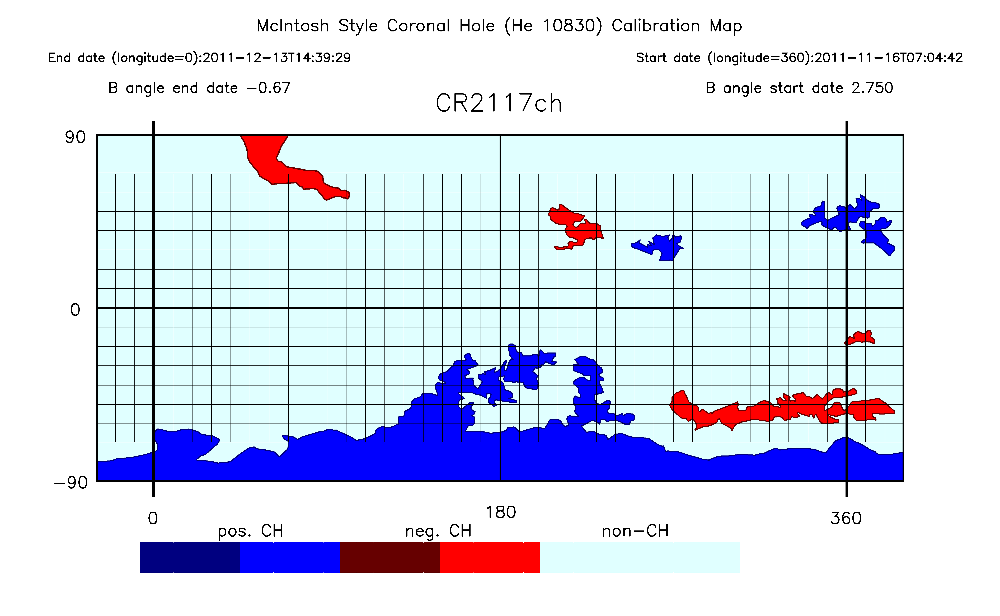 McIntosh Style Coronal Hole (He 10830) Calibration Map
End date (longitude=0):2011-12-13T14:39:29
Start date (longitude=360):2011-11-16T07:04:42
B angle end date -0.67
B angle start date 2.750
CR2117ch
90
0
-90
0
180
360
pos. CH
neg. CH
non-CH